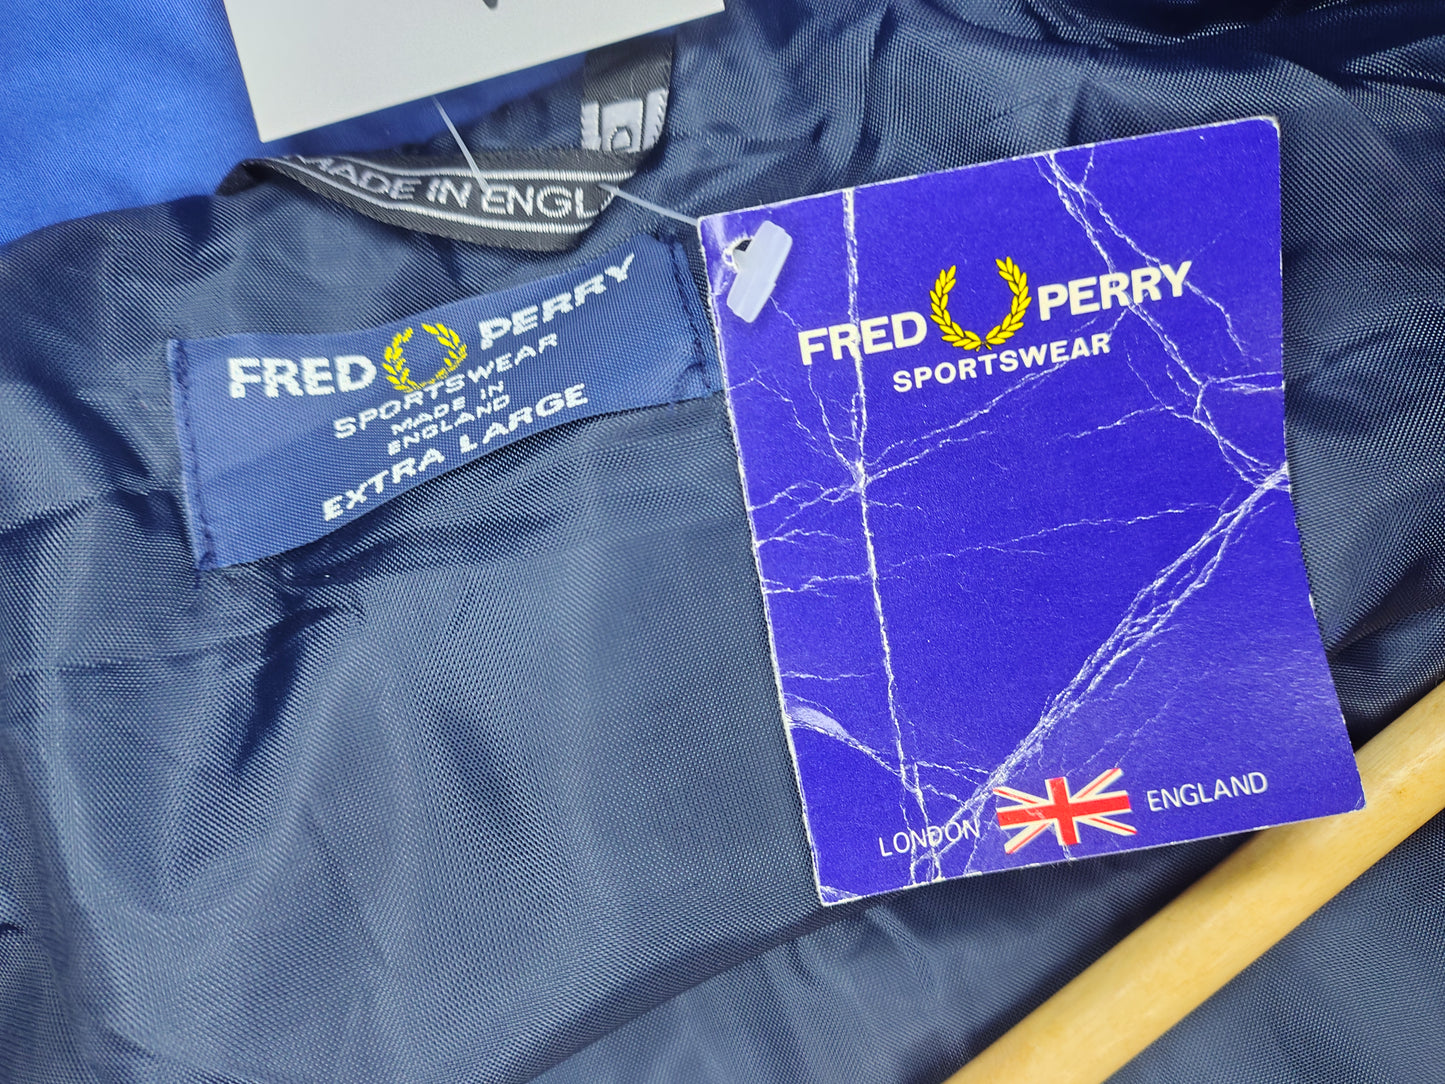 MADE IN ENGL
FRED PERRY
SPORTSWEAR
MADE IN
ENGLAND
EXTRA LARGE
FRED PERRY
SPORTSWEAR
LONDON ENGLAND